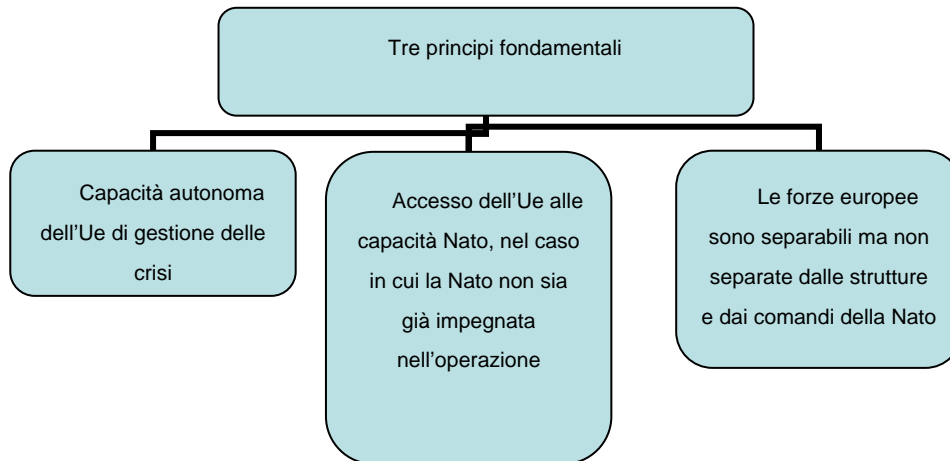 Tre principi fondamentali
Capacità autonoma
dell’Ue di gestione delle
crisi
Accesso dell’Ue alle
capacità Nato, nel caso
in cui la Nato non sia
già impegnata
nell’operazione
Le forze europee
sono separabili ma non
separate dalle strutture
e dai comandi della Nato